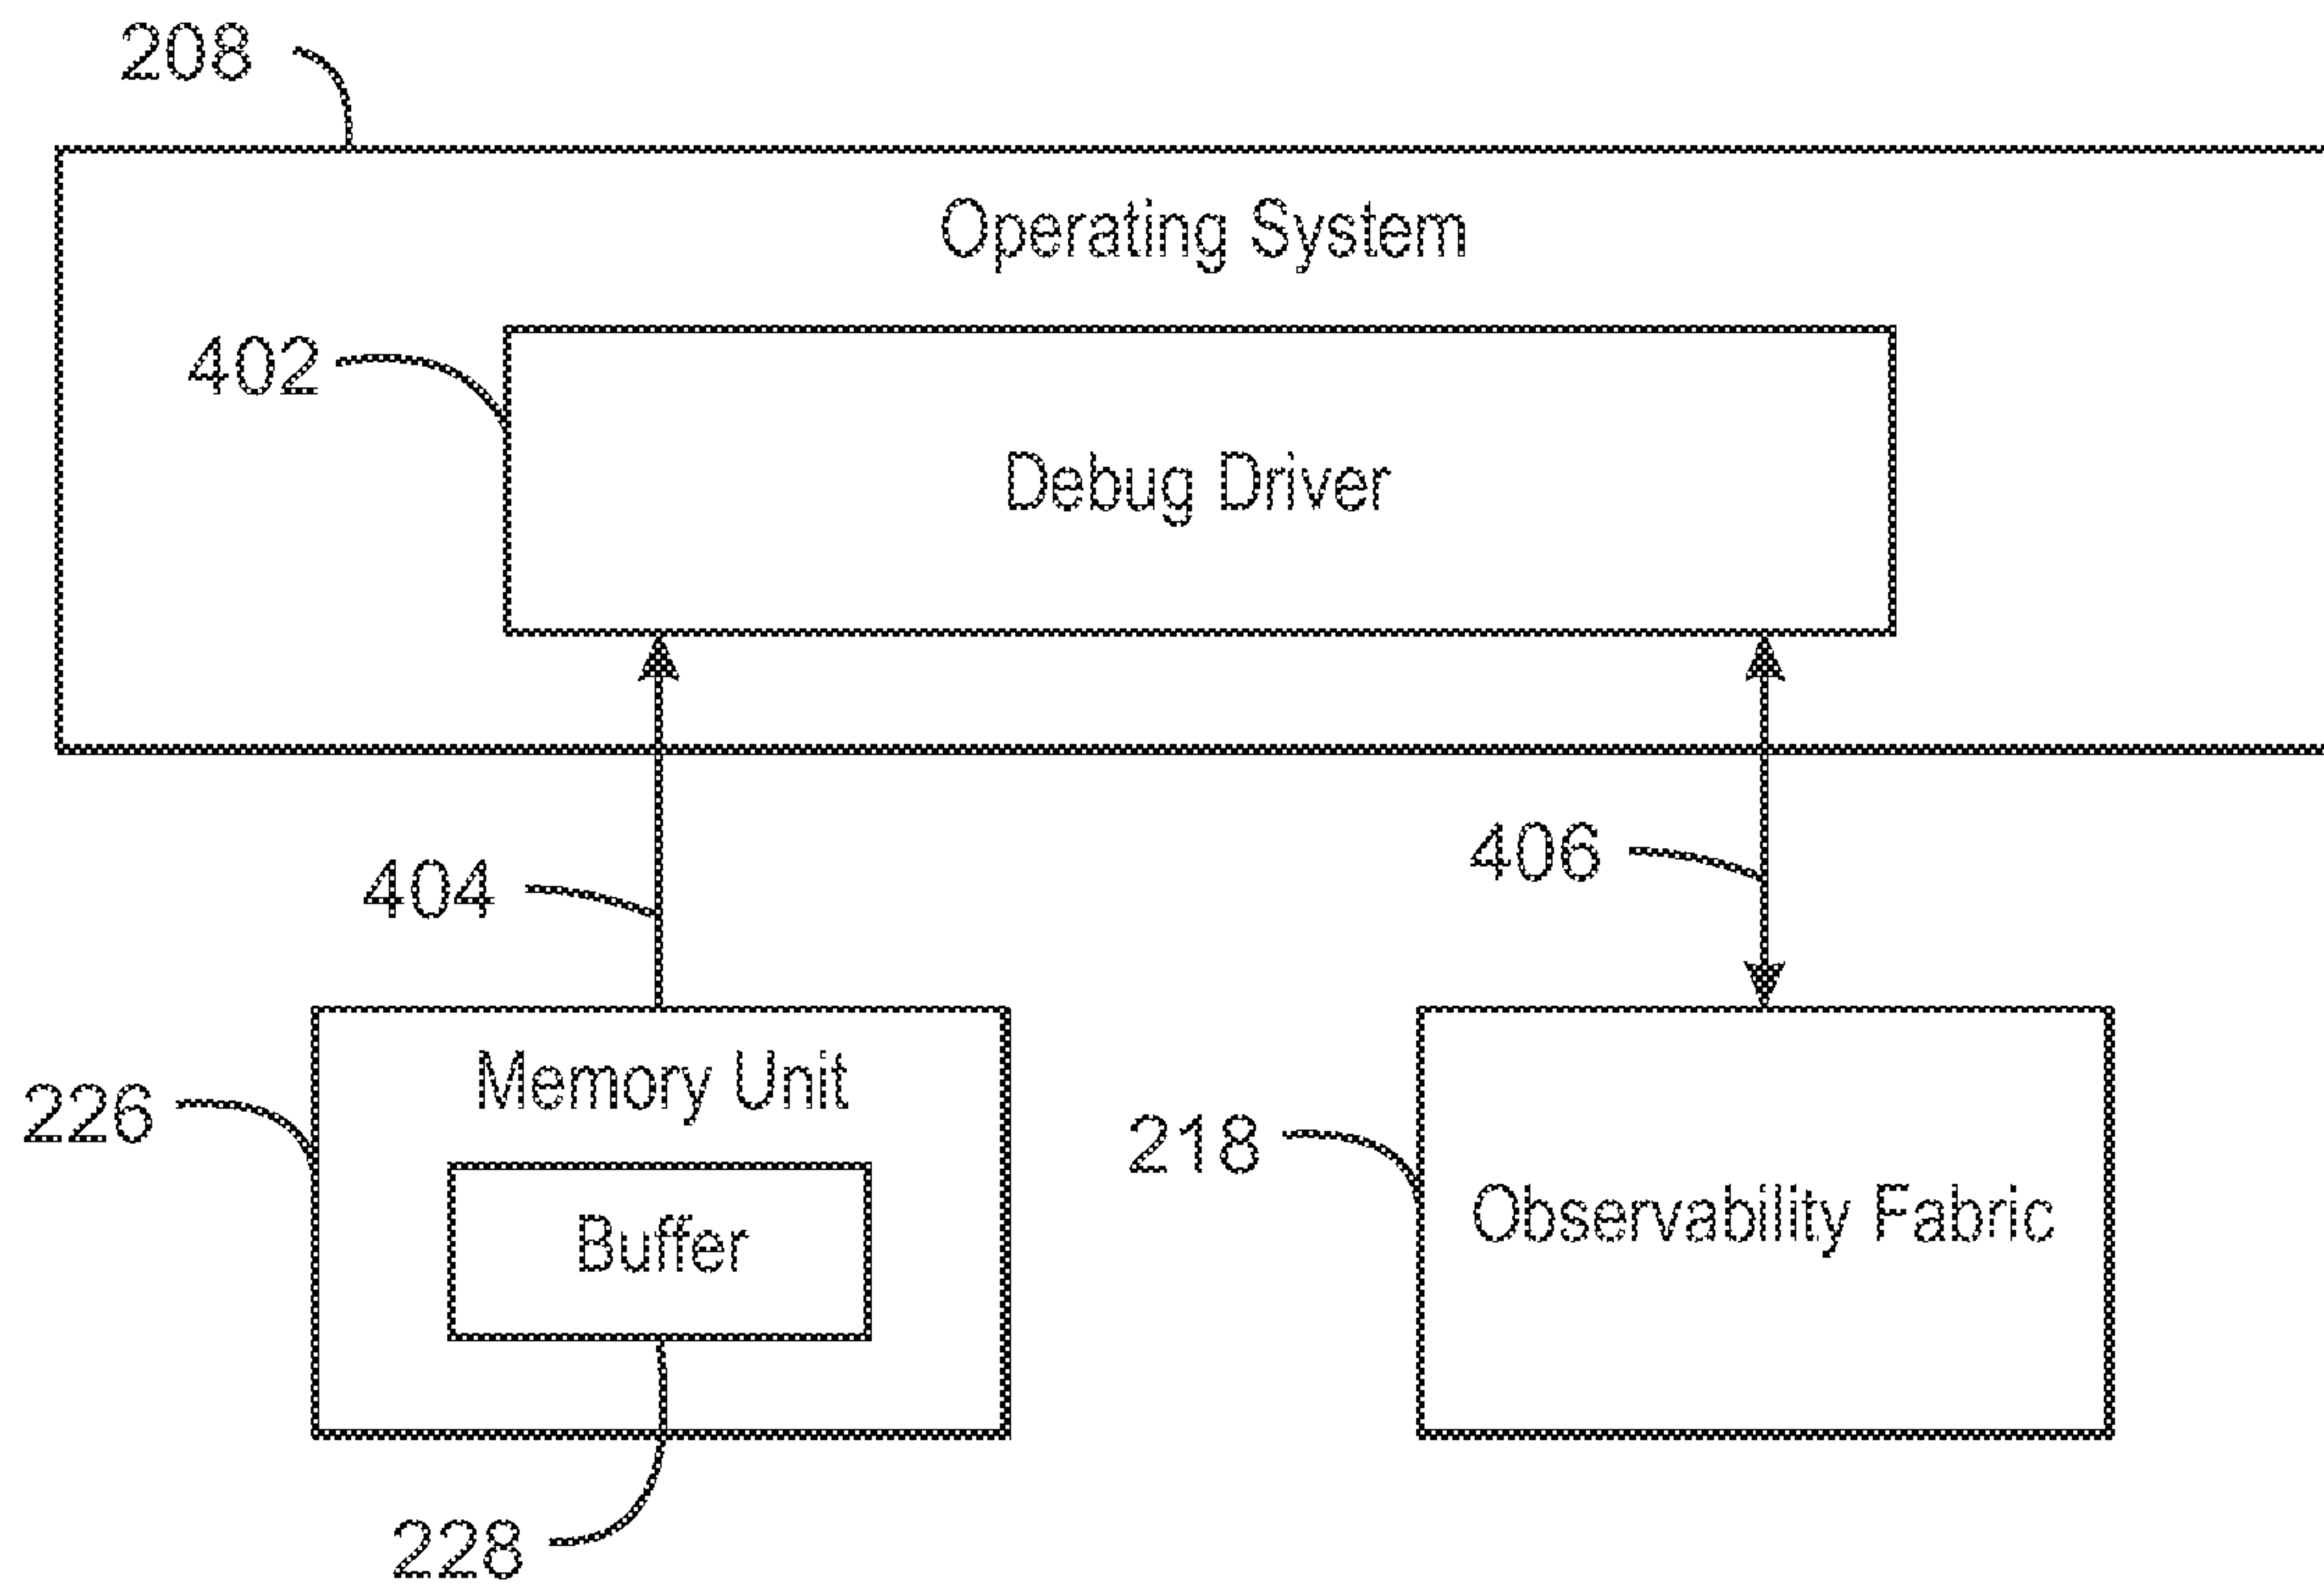 208
Operating System
402
Debug Driver
406
404
Memory Unit
226
218
Observability Fabric
Buffer
228